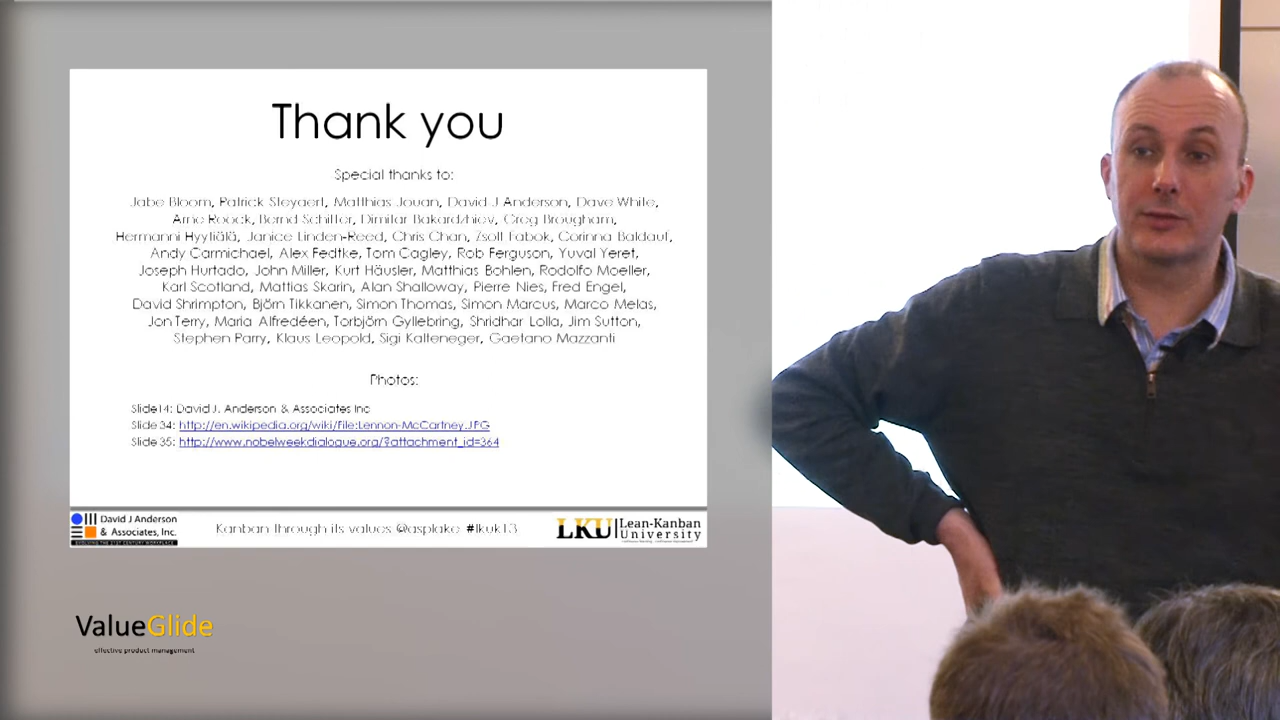 Thank you
Special thanks to:
Jabe Bloom, Patrick Steyaert, Matthias Jouan, David J Anderson, Dave White,
Arne Roock, Bernd Schiffer, Dimitar Bakardzhiev, Greg Brougham,
Hermanni Hyytiälä, Janice Linden-Reed, Chris Chan, Zsolt Fabok, Corinna Baldauf,
Andy Carmichael, Alex Fedtke, Tom Cagley, Rob Ferguson, Yuval Yeret,
Joseph Hurtado, John Miller, Kurt Häusler, Matthias Bohlen, Rodolfo Moeller,
Karl Scotland, Mattias Skarin, Alan Shalloway, Pierre Nies, Fred Engel,
David Shrimpton, Björn Tikkanen, Simon Thomas, Simon Marcus, Marco Melas,
Jon Terry, Maria Alfredéen, Torbjörn Gyllebring, Shridhar Lolla, Jim Sutton,
Stephen Parry, Klaus Leopold, Sigi Kalteneger, Gaetano Mazzanti
Photos:
Slide14: David J. Anderson & Associates Inc
Slide 34: http://en.wikipedia.org/wiki/File:Lennon-McCartney.JPG
Slide 35: http://www.nobelweekdialogue.org/?attachment_id=364
David J Anderson
& Associates, Inc.
EVOLVING THE 21ST CENTURY WORKPLACE
Kanban through its values @asplake #lkuk13
LKU Lean-Kanban
University
ValueGlide
effective product management